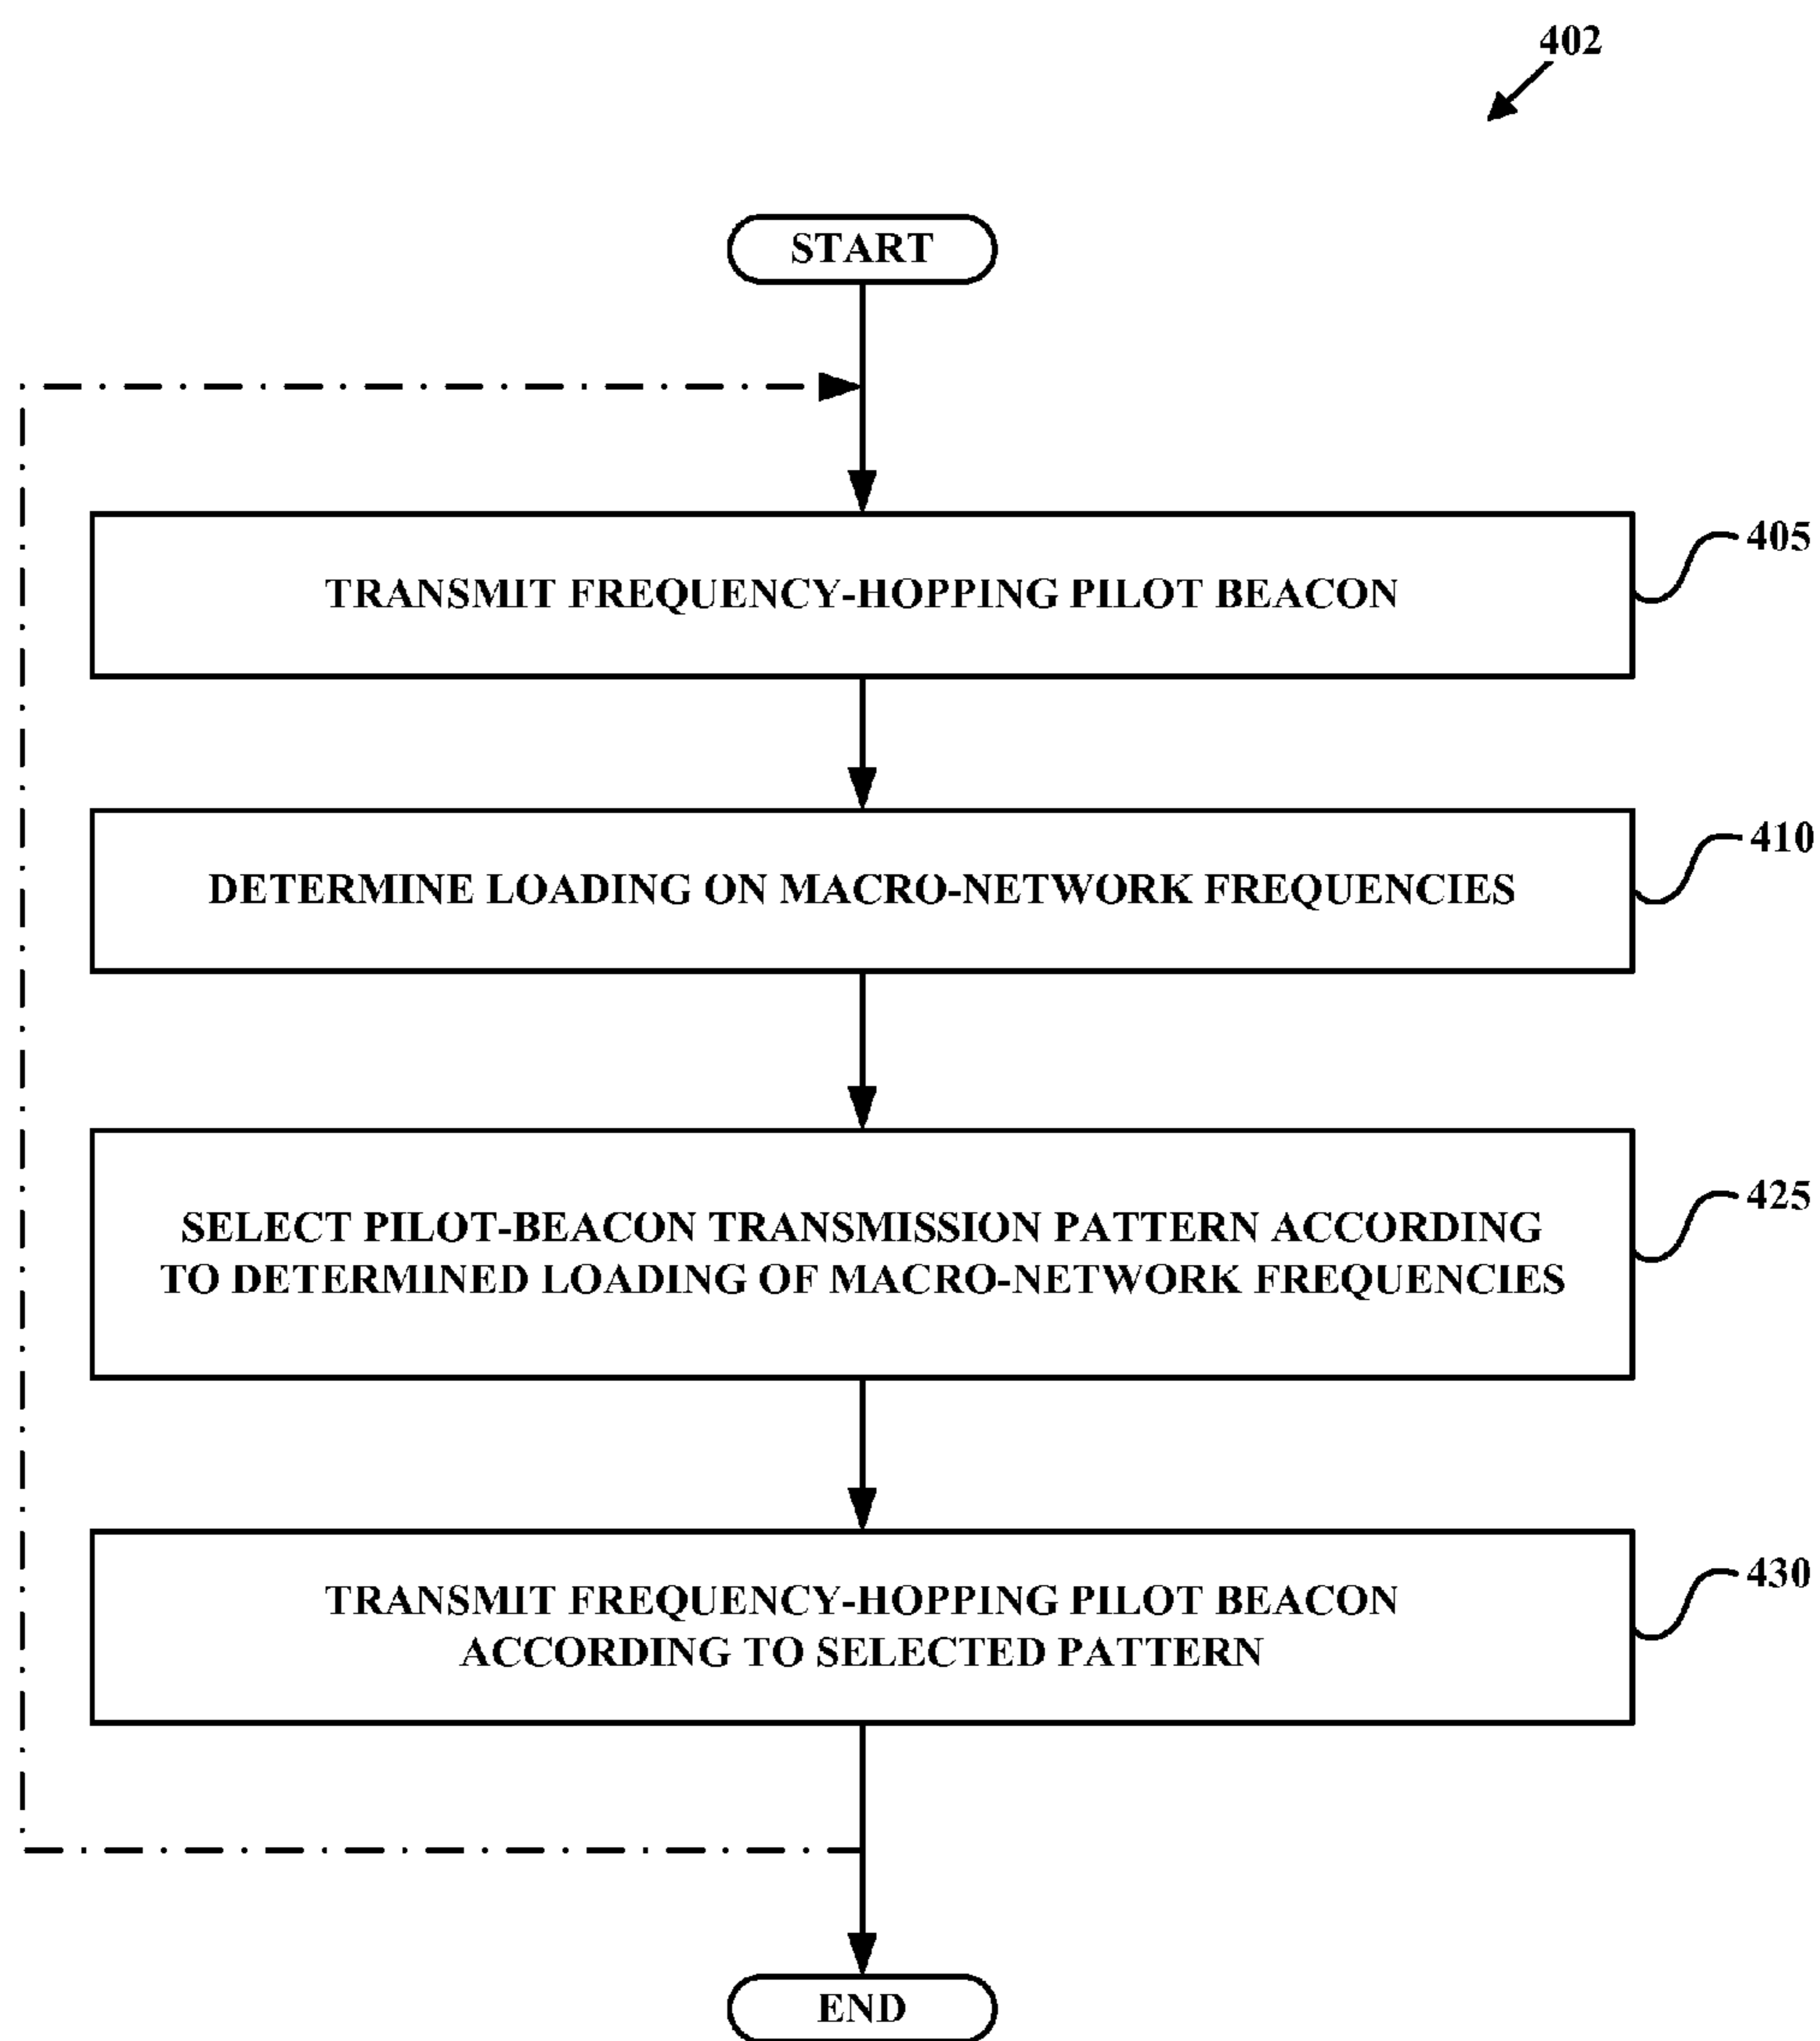 402
START
TRANSMIT FREQUENCY-HOPPING PILOT BEACON
405
DETERMINE LOADING ON MACRO-NETWORK FREQUENCIES
410
SELECT PILOT-BEACON TRANSMISSION PATTERN ACCORDING
TO DETERMINED LOADING OF MACRO-NETWORK FREQUENCIES
425
TRANSMIT FREQUENCY-HOPPING PILOT BEACON
ACCORDING TO SELECTED PATTERN
430
END